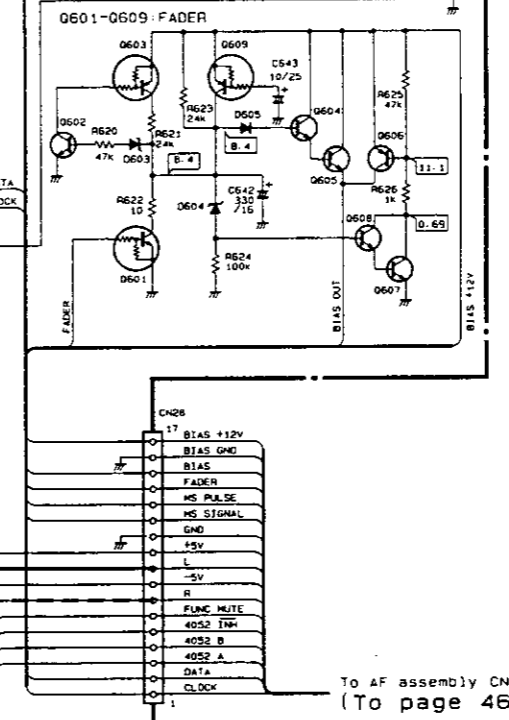 Q601-Q609:FADER
Q603
Q609
C643
10/25
R623
24k
D605
Q604
R625
47k
Q602
R620
47k
D603
R621
24k
8.4
8.4
Q605
Q606
11.1
R622
10
D604
C642
330
/16
R626
1k
Q608
0.69
Q601
R624
100k
Q607
FADER
BIAS OUT
BIAS +12V
TA
OCK
CN26
17
BIAS +12V
BIAS GND
BIAS
FADER
MS PULSE
MS SIGNAL
GND
+5V
L
-5V
R
FUNC MUTE
4052 INH
4052 B
4052 A
DATA
CLOCK
1
To AF assembly CN
(To page 46